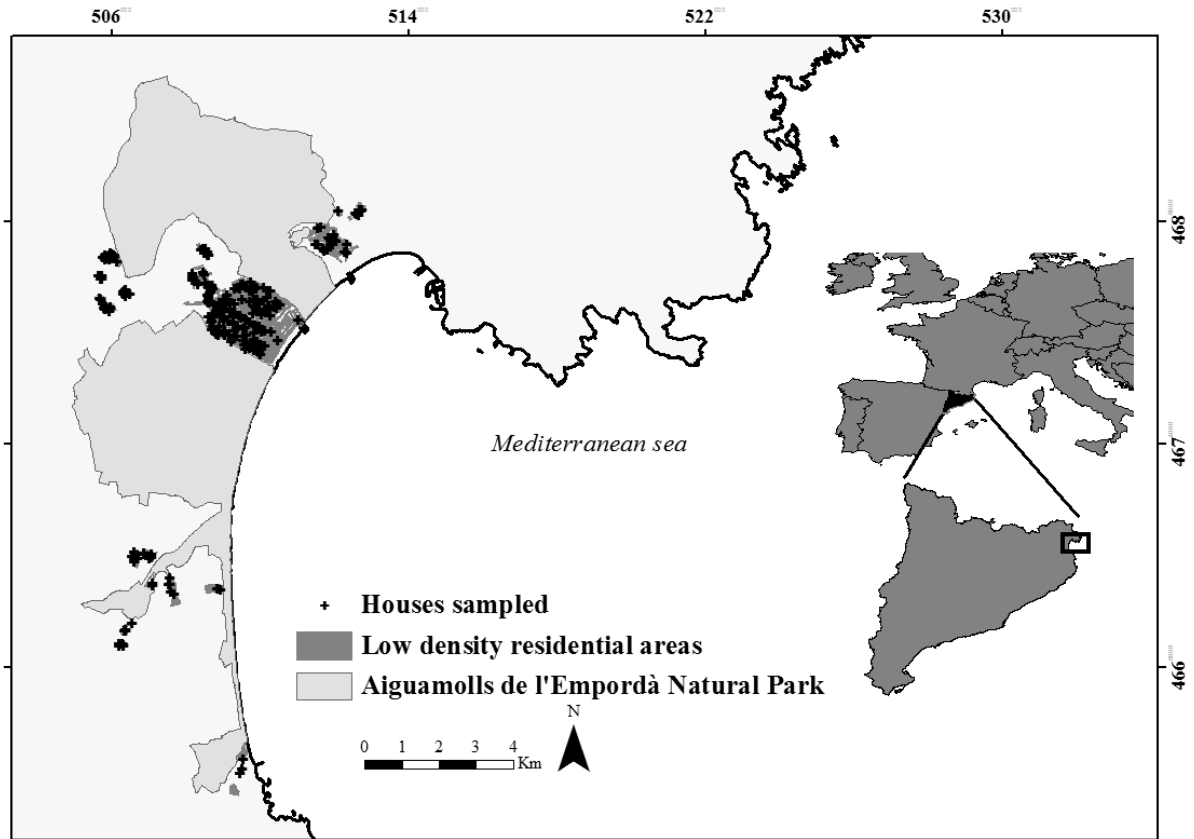 506 514 522 530
468
467
466
Mediterranean sea
Houses sampled
Low density residential areas
Aiguamolls de l'Empordà Natural Park
N
0 1 2 3 4
Km